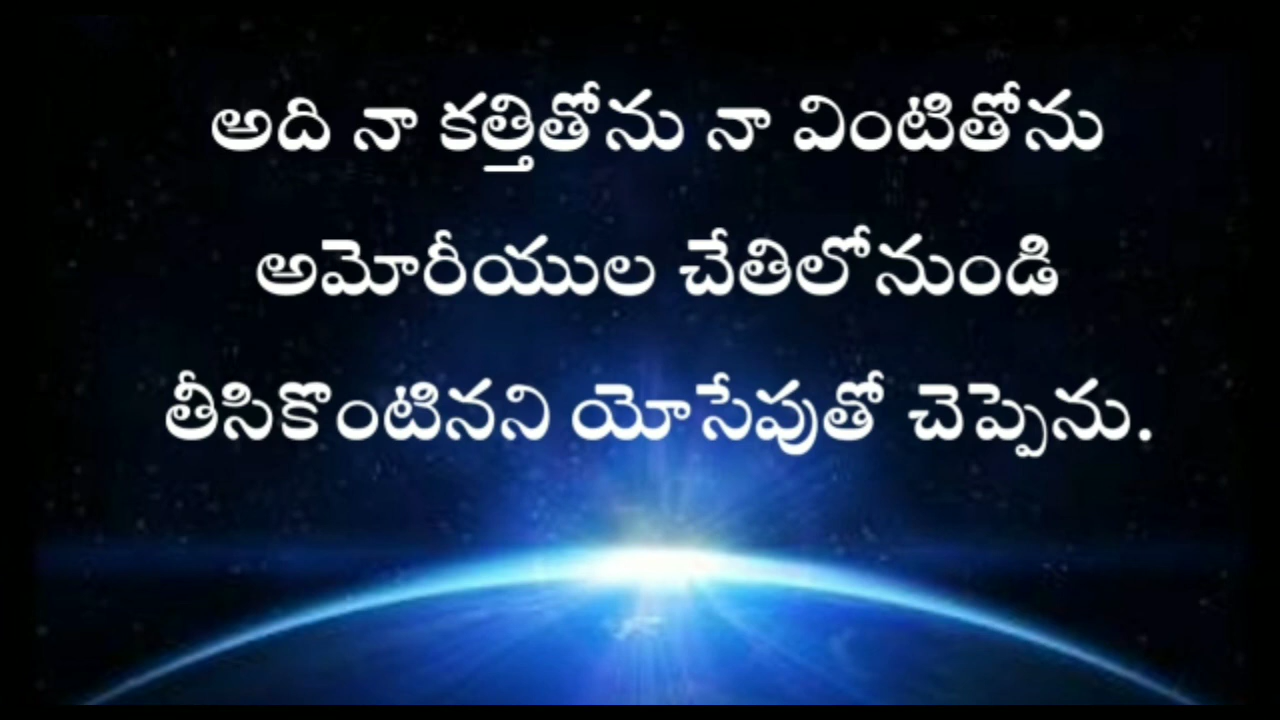 అది నా కత్తితోను నా వింటితోను
అమోరీయుల చేతిలోనుండి
తీసికొంటినని యోసేపుతో చెప్పెను.